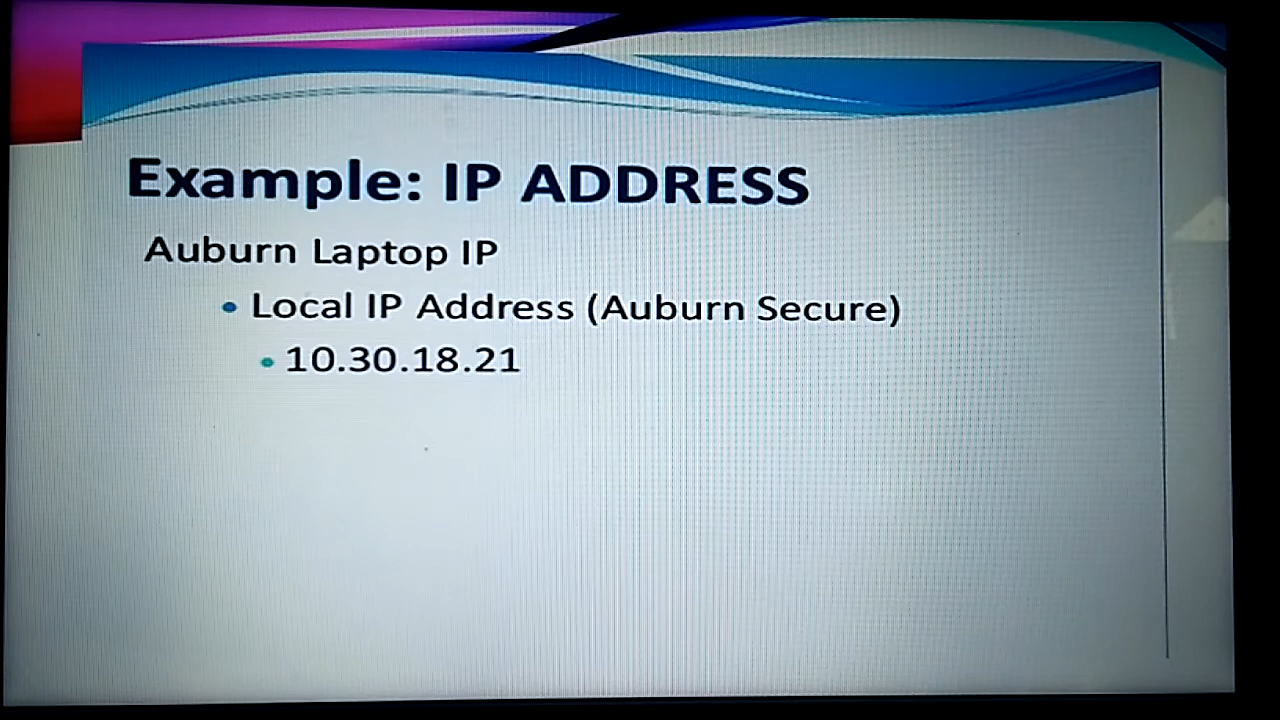 Example: IP ADDRESS
Auburn Laptop IP
• Local IP Address (Auburn Secure)
• 10.30.18.21